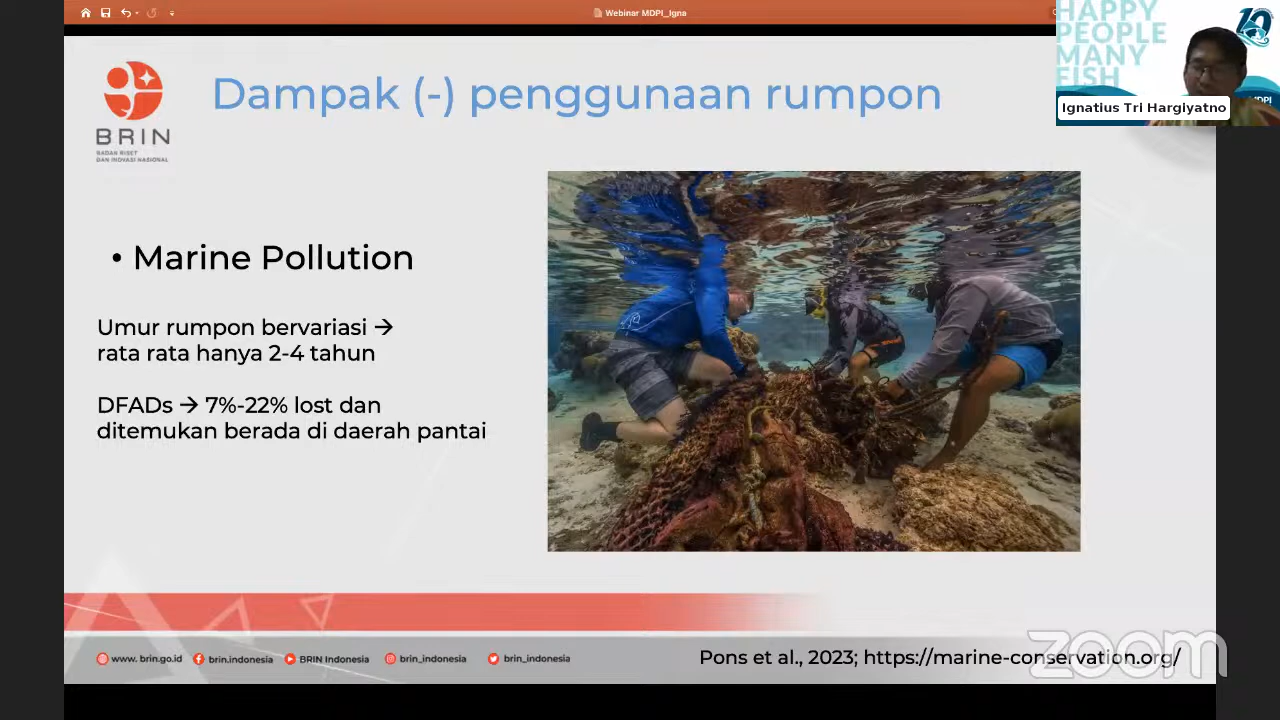 Webinar MDPI_Igna
HAPPY
PEOPLE
MANY
FISH
10
MDPI
Ignatius Tri Hargiyatno
BRIN
BADAN RISET
DAN INOVASI NASIONAL
Dampak (-) penggunaan rumpon
• Marine Pollution
Umur rumpon bervariasi →
rata rata hanya 2-4 tahun
DFADs → 7%-22% lost dan
ditemukan berada di daerah pantai
www. brin.go.id
brin.indonesia
BRIN Indonesia
brin_indonesia
brin_indonesia
Pons et al., 2023; https://marine-conservation.org/
zoom